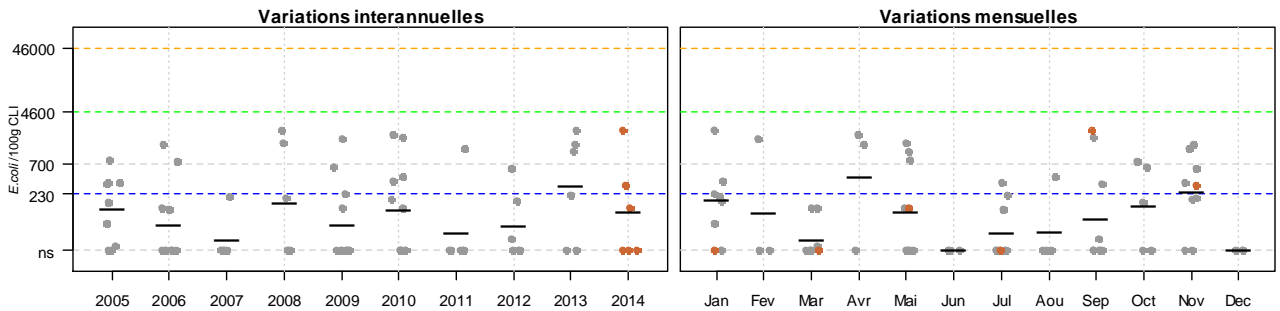 Variations interannuelles
Variations mensuelles
E.coli/100g CLI
46000
4600
700
230
ns
2005 2006 2007 2008 2009 2010 2011 2012 2013 2014
Jan Fev Mar Avr Mai Jun Jul Aou Sep Oct Nov Dec